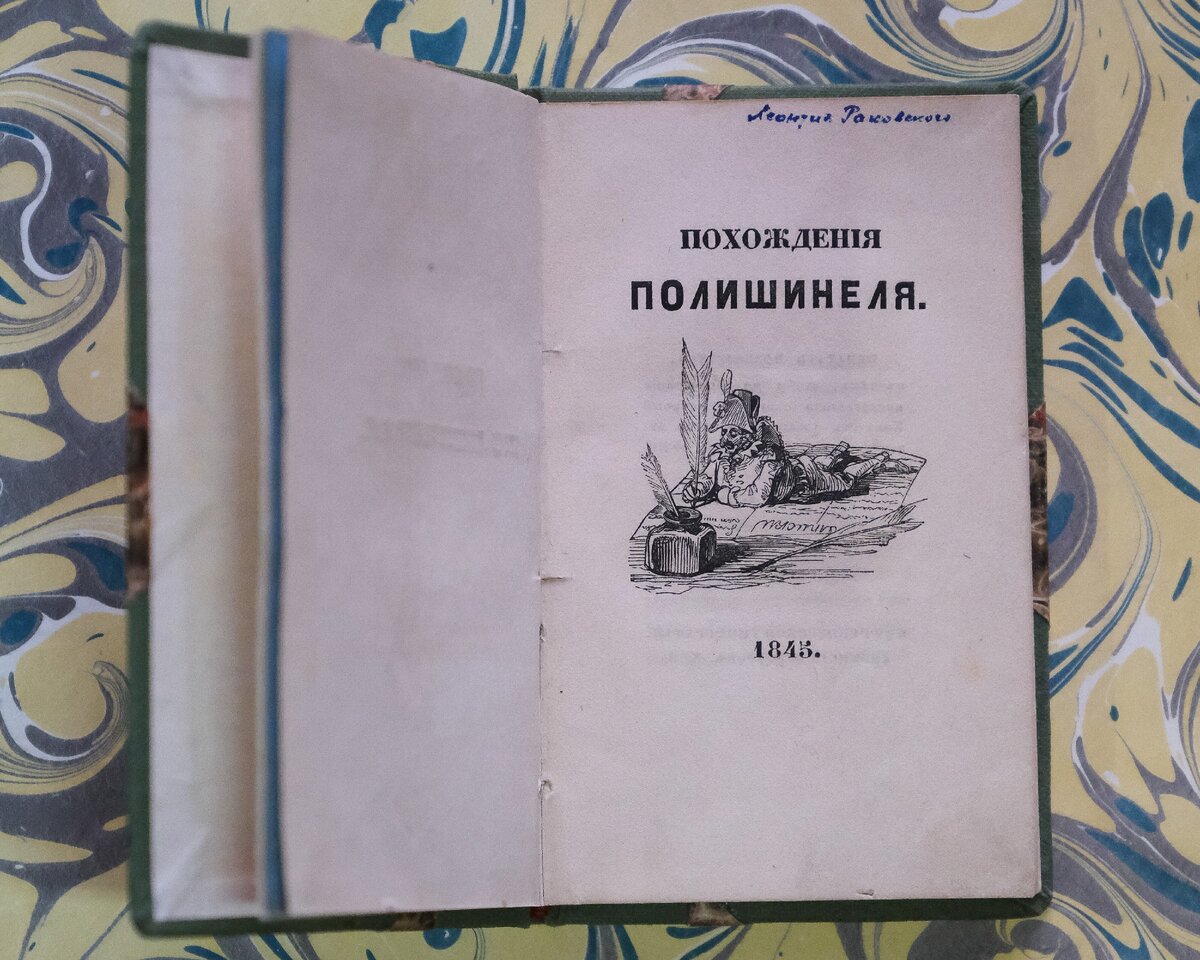 Леонтия Раковского
ПОХОЖДЕНІЯ
ПОЛИШИНЕЛЯ.
1845.